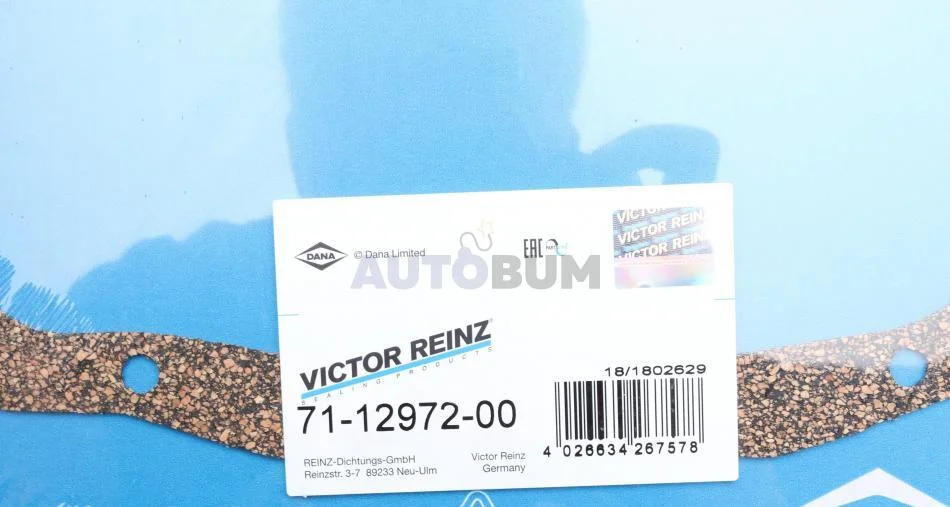 DANA
© Dana Limited
EAC
VICTOR REINZ
VICTOR REINZ
VICTOR REINZ
AUTOBUM
VICTOR REINZ®
SEALING PRODUCTS
18/1802629
71-12972-00
4 026634 267578
REINZ-Dichtungs-GmbH
Reinzstr. 3-7 89233 Neu-Ulm
Victor Reinz
Germany